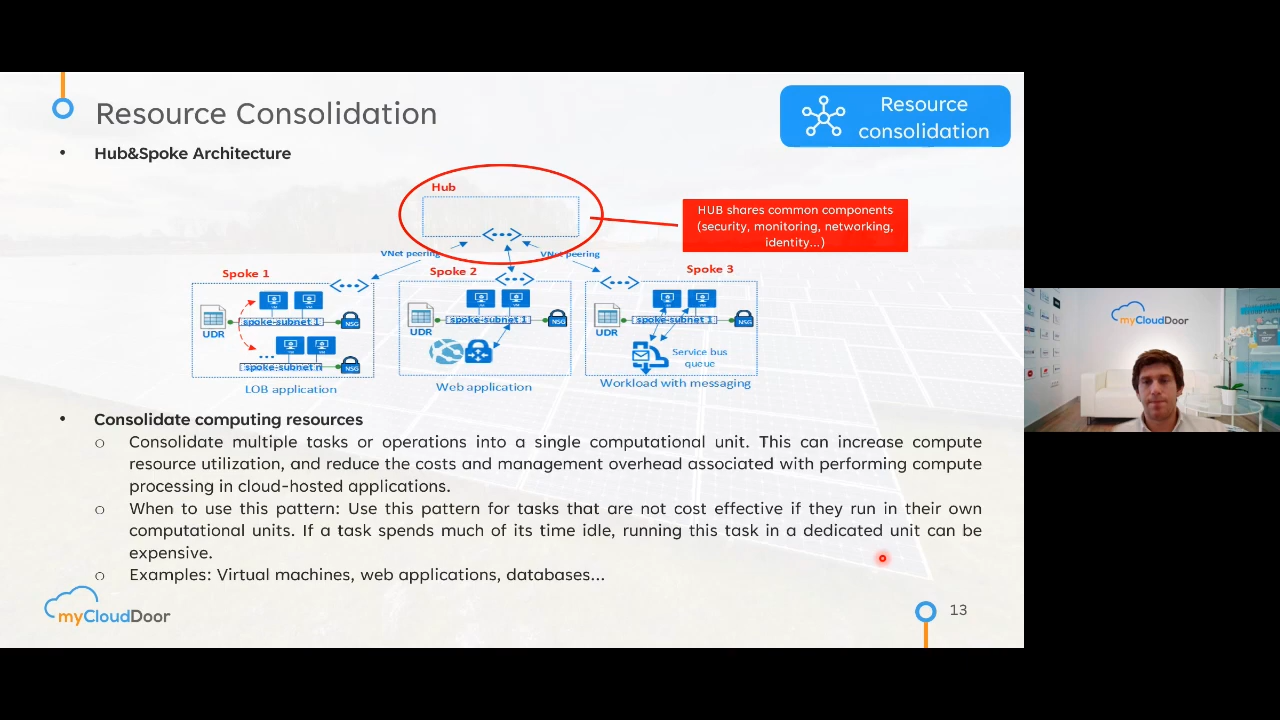 Resource Consolidation
Resource
consolidation
• Hub&Spoke Architecture
Hub
HUB shares common components
(security, monitoring, networking,
identity...)
VNet peering
VNet peering
Spoke 1
Spoke 2
Spoke 3
UDR
spoke-subnet 1
NSG
spoke-subnet n
NSG
LOB application
UDR
spoke-subnet 1
NSG
Web application
UDR
spoke-subnet 1
NSG
Service bus
queue
Workload with messaging
• Consolidate computing resources
○ Consolidate multiple tasks or operations into a single computational unit. This can increase compute
resource utilization, and reduce the costs and management overhead associated with performing compute
processing in cloud-hosted applications.
○ When to use this pattern: Use this pattern for tasks that are not cost effective if they run in their own
computational units. If a task spends much of its time idle, running this task in a dedicated unit can be
expensive.
○ Examples: Virtual machines, web applications, databases...
myCloudDoor
13
myCloudDoor